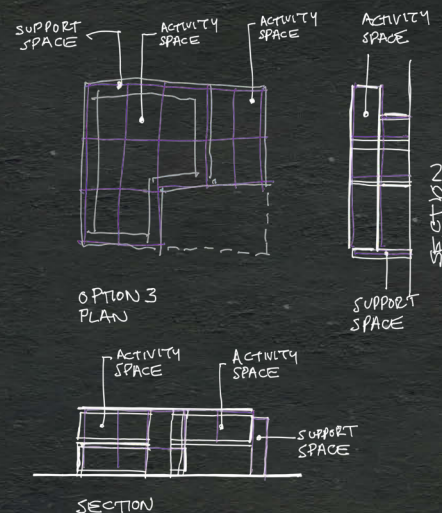 SUPPORT
SPACE
ACTIVITY
SPACE
ACTIVITY
SPACE
ACTIVITY
SPACE
OPTION 3
PLAN
SECTION
SUPPORT
SPACE
ACTIVITY
SPACE
ACTIVITY
SPACE
SUPPORT
SPACE
SECTION